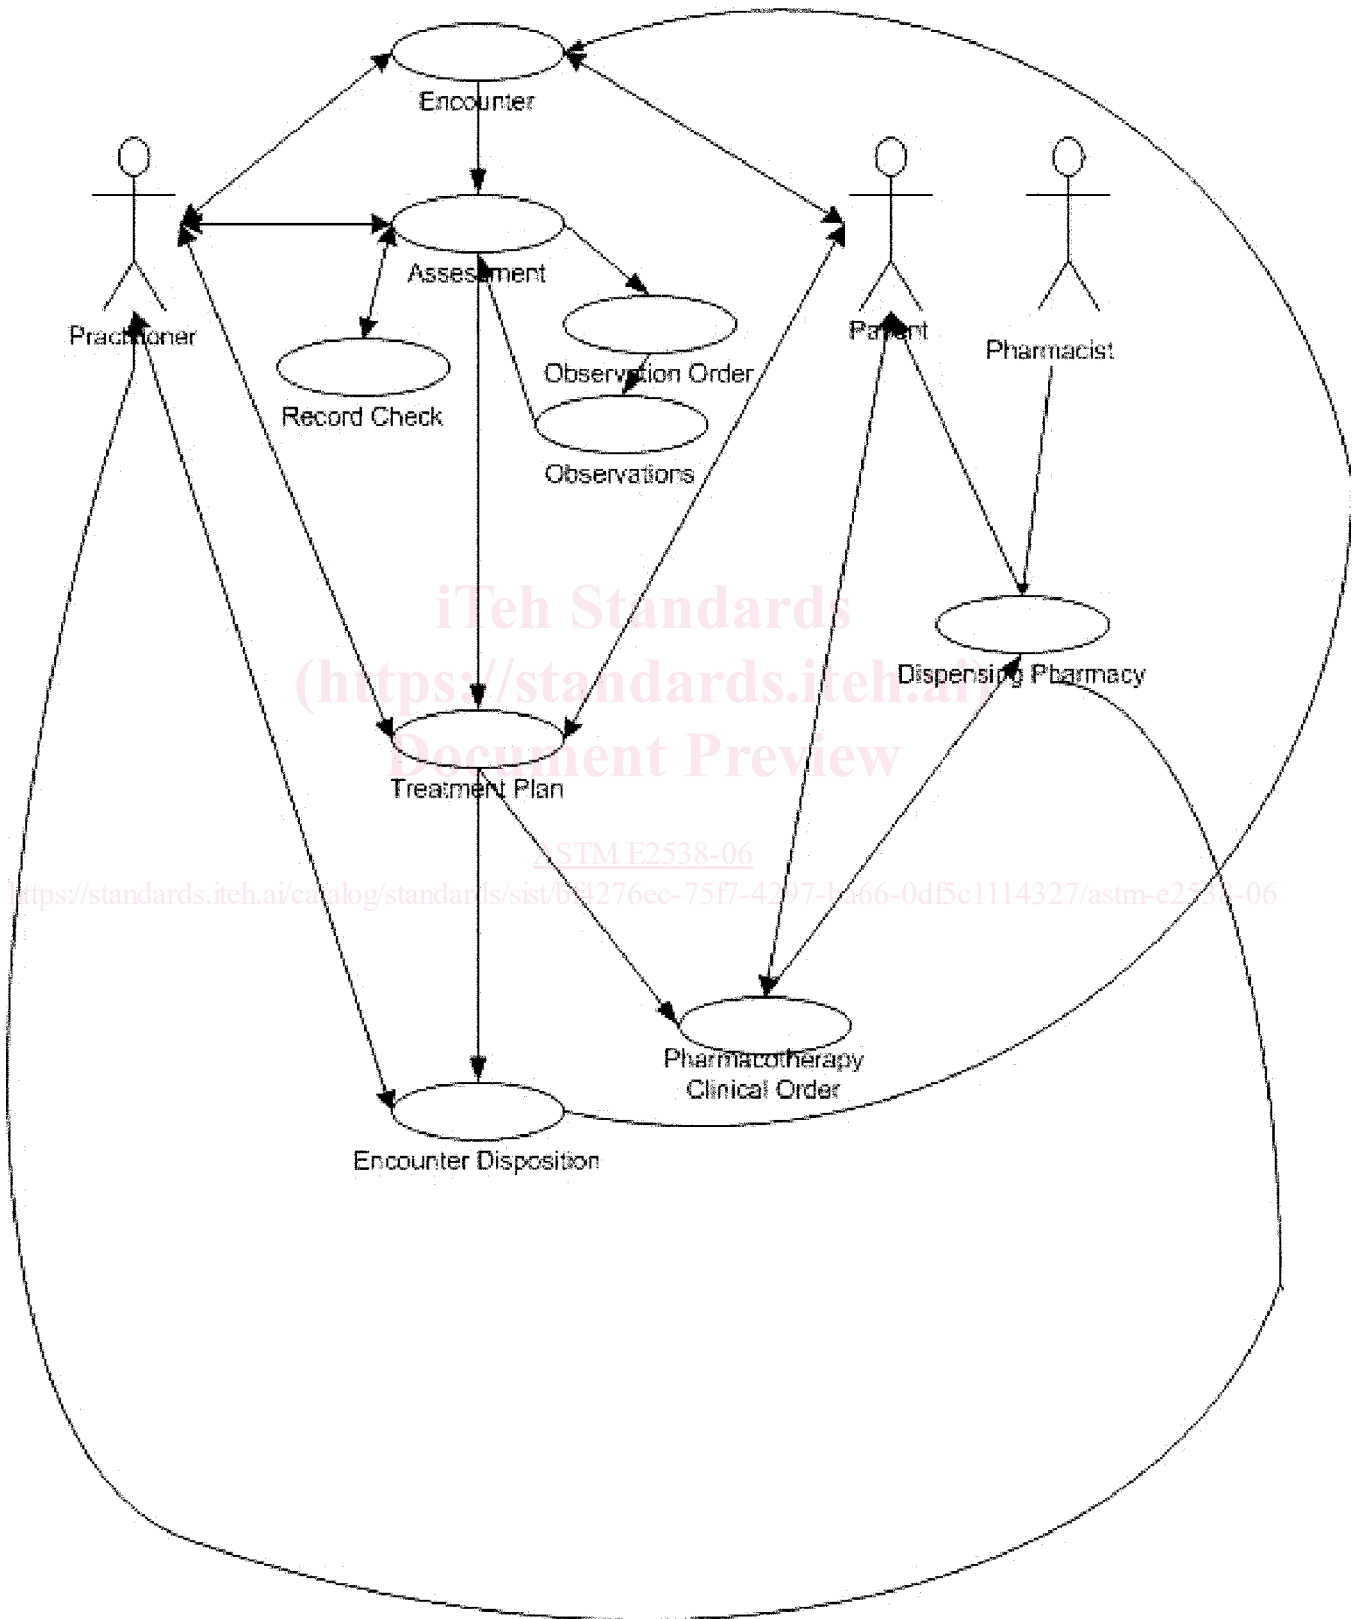 Encounter
Assessment
Practitioner
Patient
Pharmacist
Observation Order
Record Check
Observations
iTeh Standards
(https://standards.iteh.ai)
Document Preview
Dispensing Pharmacy
Treatment Plan
ASTM E2538-06
https://standards.iteh.ai/catalog/standards/sist/bf4276ec-75f7-4297-ba66-0df5c1114327/astm-e2538-06
Pharmacotherapy
Clinical Order
Encounter Disposition